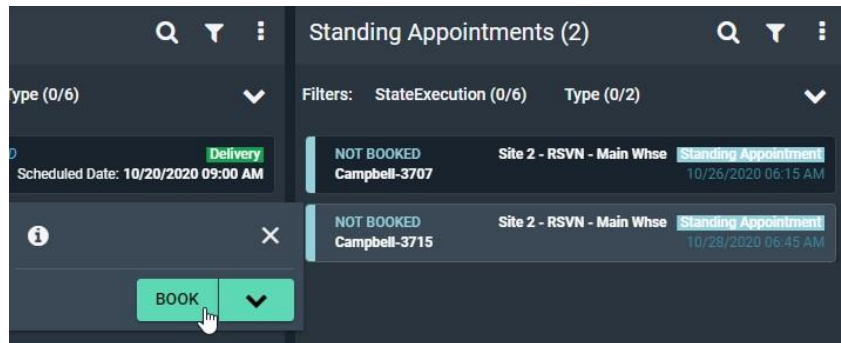 Standing Appointments (2)
Type (0/6)
Filters: StateExecution (0/6) Type (0/2)
D Delivery
Scheduled Date: 10/20/2020 09:00 AM
NOT BOOKED Site 2 - RSVN - Main Whse Standing Appointment
Campbell-3707 10/26/2020 06:15 AM
NOT BOOKED Site 2 - RSVN - Main Whse Standing Appointment
Campbell-3715 10/28/2020 06:45 AM
BOOK